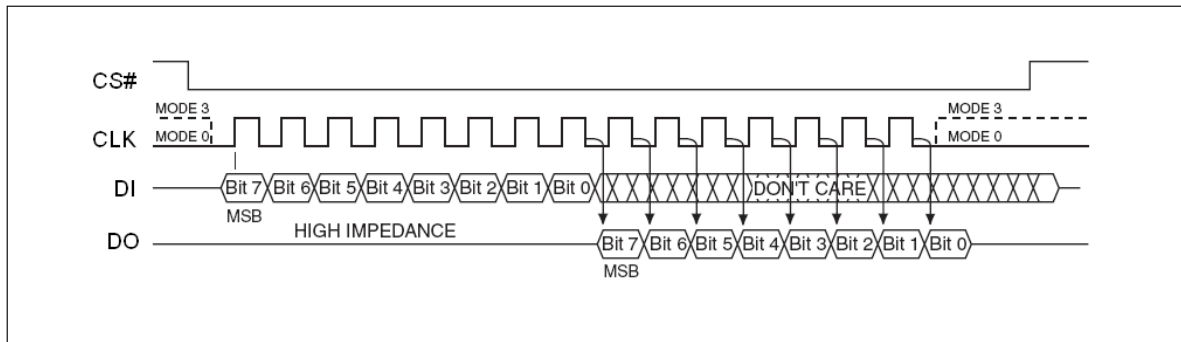 CS#
MODE 3 MODE 3
CLK MODE 0 MODE 0
DI Bit 7 Bit 6 Bit 5 Bit 4 Bit 3 Bit 2 Bit 1 Bit 0 DON'T CARE
MSB
HIGH IMPEDANCE
DO Bit 7 Bit 6 Bit 5 Bit 4 Bit 3 Bit 2 Bit 1 Bit 0
MSB